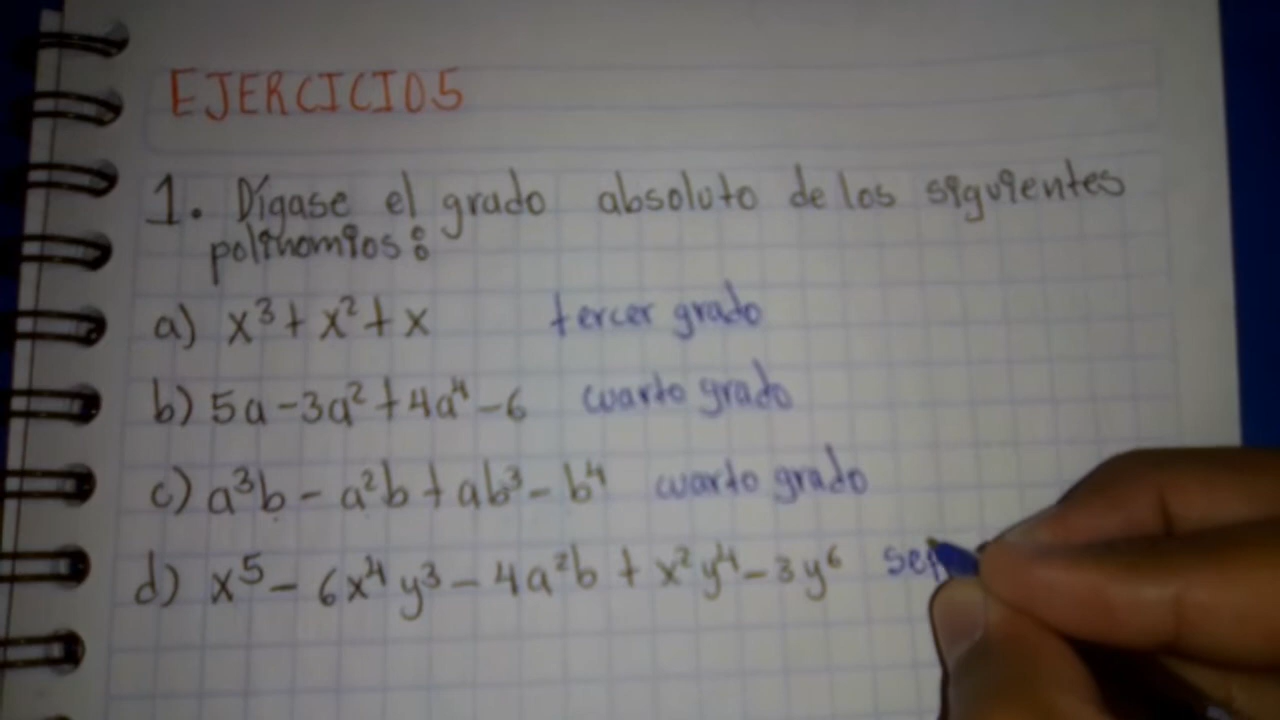 EJERCICIOS
1. Dígase el grado absoluto de los siguientes
polinomios:
a) x³ + x² + x tercer grado
b) 5a - 3a² + 4a⁴ - 6 cuarto grado
c) a³b - a²b + ab³ - b⁴ cuarto grado
d) x⁵ - 6x⁴y³ - 4a²b + x²y⁴ - 3y⁶ sep